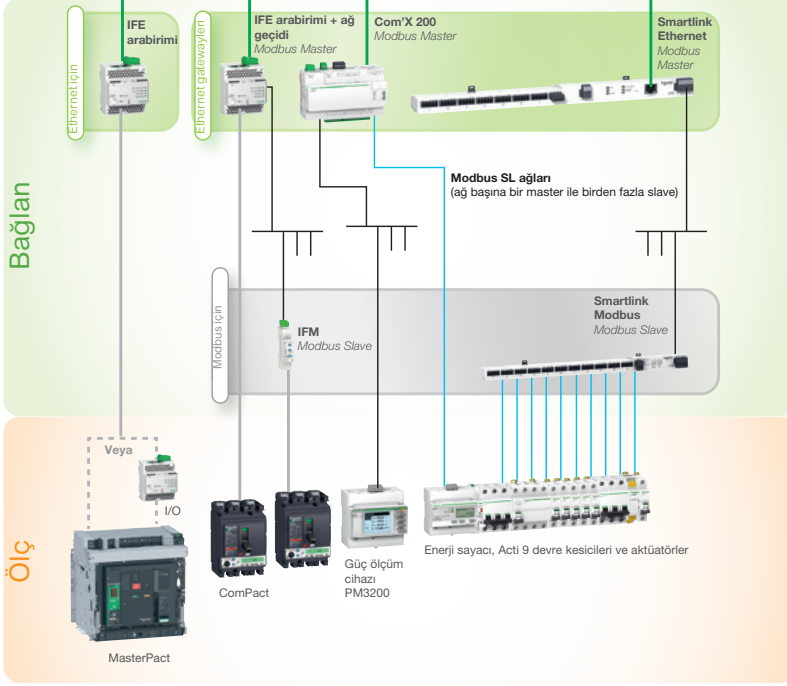 IFE
arabirimi
IFE arabirimi + ağ
geçidi
Modbus Master
Com'X 200
Modbus Master
Smartlink
Ethernet
Modbus
Master
Ethernet için
Ethernet gatewayleri
Modbus SL ağları
(ağ başına bir master ile birden fazla slave)
Bağlan
Modbus için
IFM
Modbus Slave
Smartlink
Modbus
Modbus Slave
Veya
I/O
Ölç
MasterPact
ComPact
Güç ölçüm
cihazı
PM3200
Enerji sayacı, Acti 9 devre kesicileri ve aktüatörler